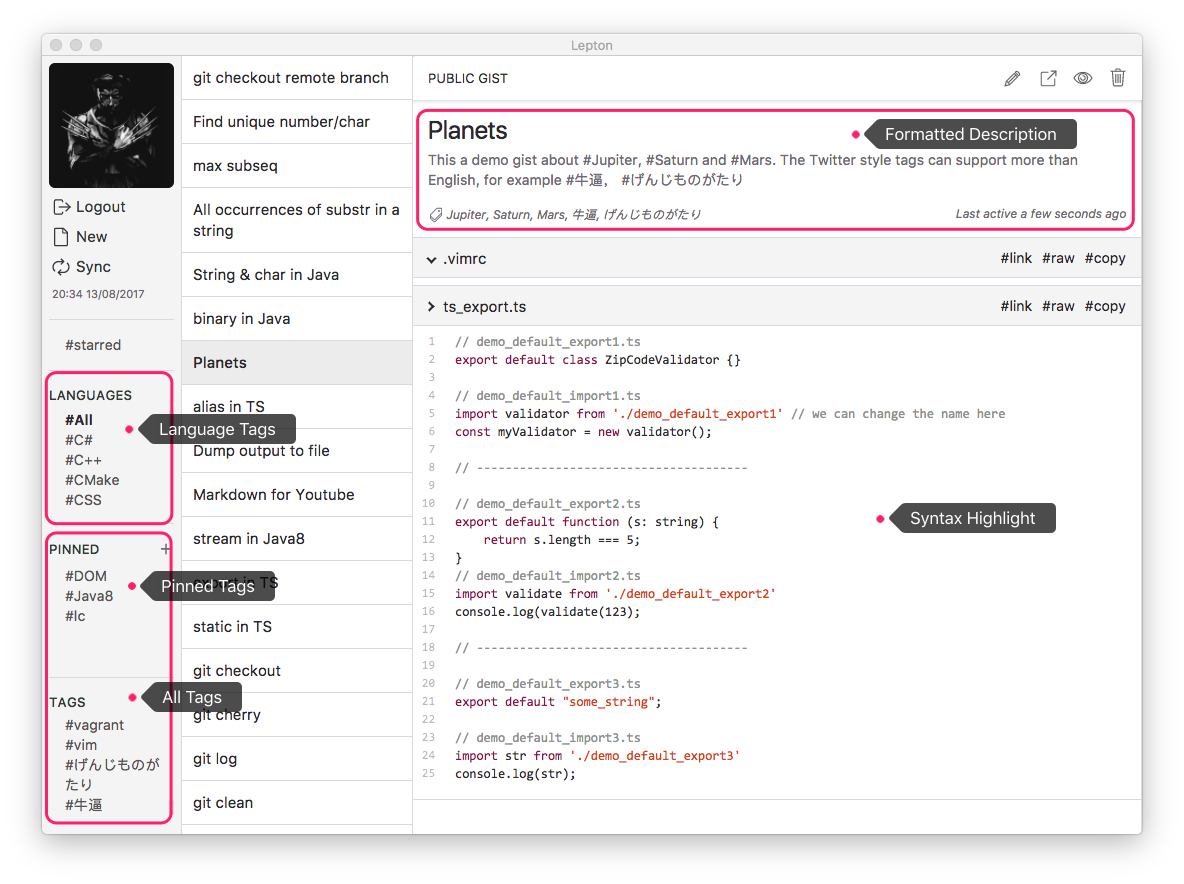 Lepton
Logout
New
Sync
20:34 13/08/2017
#starred
LANGUAGES
#All
#C#
#C++
#CMake
#CSS
Language Tags
PINNED +
#DOM
#Java8
#lc
Pinned Tags
TAGS
#vagrant
#vim
#げんじものが
たり
#牛逼
All Tags
git checkout remote branch
Find unique number/char
max subseq
All occurrences of substr in a
string
String & char in Java
binary in Java
Planets
alias in TS
Dump output to file
Markdown for Youtube
stream in Java8
export in TS
static in TS
git checkout
git cherry
git log
git clean
PUBLIC GIST
Planets
Formatted Description
This a demo gist about #Jupiter, #Saturn and #Mars. The Twitter style tags can support more than
English, for example #牛逼, #げんじものがたり
Jupiter, Saturn, Mars, 牛逼, げんじものがたり
Last active a few seconds ago
.vimrc #link #raw #copy
ts_export.ts #link #raw #copy
1 // demo_default_export1.ts
2 export default class ZipCodeValidator {}
3
4 // demo_default_import1.ts
5 import validator from './demo_default_export1' // we can change the name here
6 const myValidator = new validator();
7
8 // ------------------------------------
9
10 // demo_default_export2.ts
11 export default function (s: string) {
12 return s.length === 5;
13 }
14 // demo_default_import2.ts
15 import validate from './demo_default_export2'
16 console.log(validate(123);
17
18 // ------------------------------------
19
20 // demo_default_export3.ts
21 export default "some_string";
22
23 // demo_default_import3.ts
24 import str from './demo_default_export3'
25 console.log(str);
Syntax Highlight